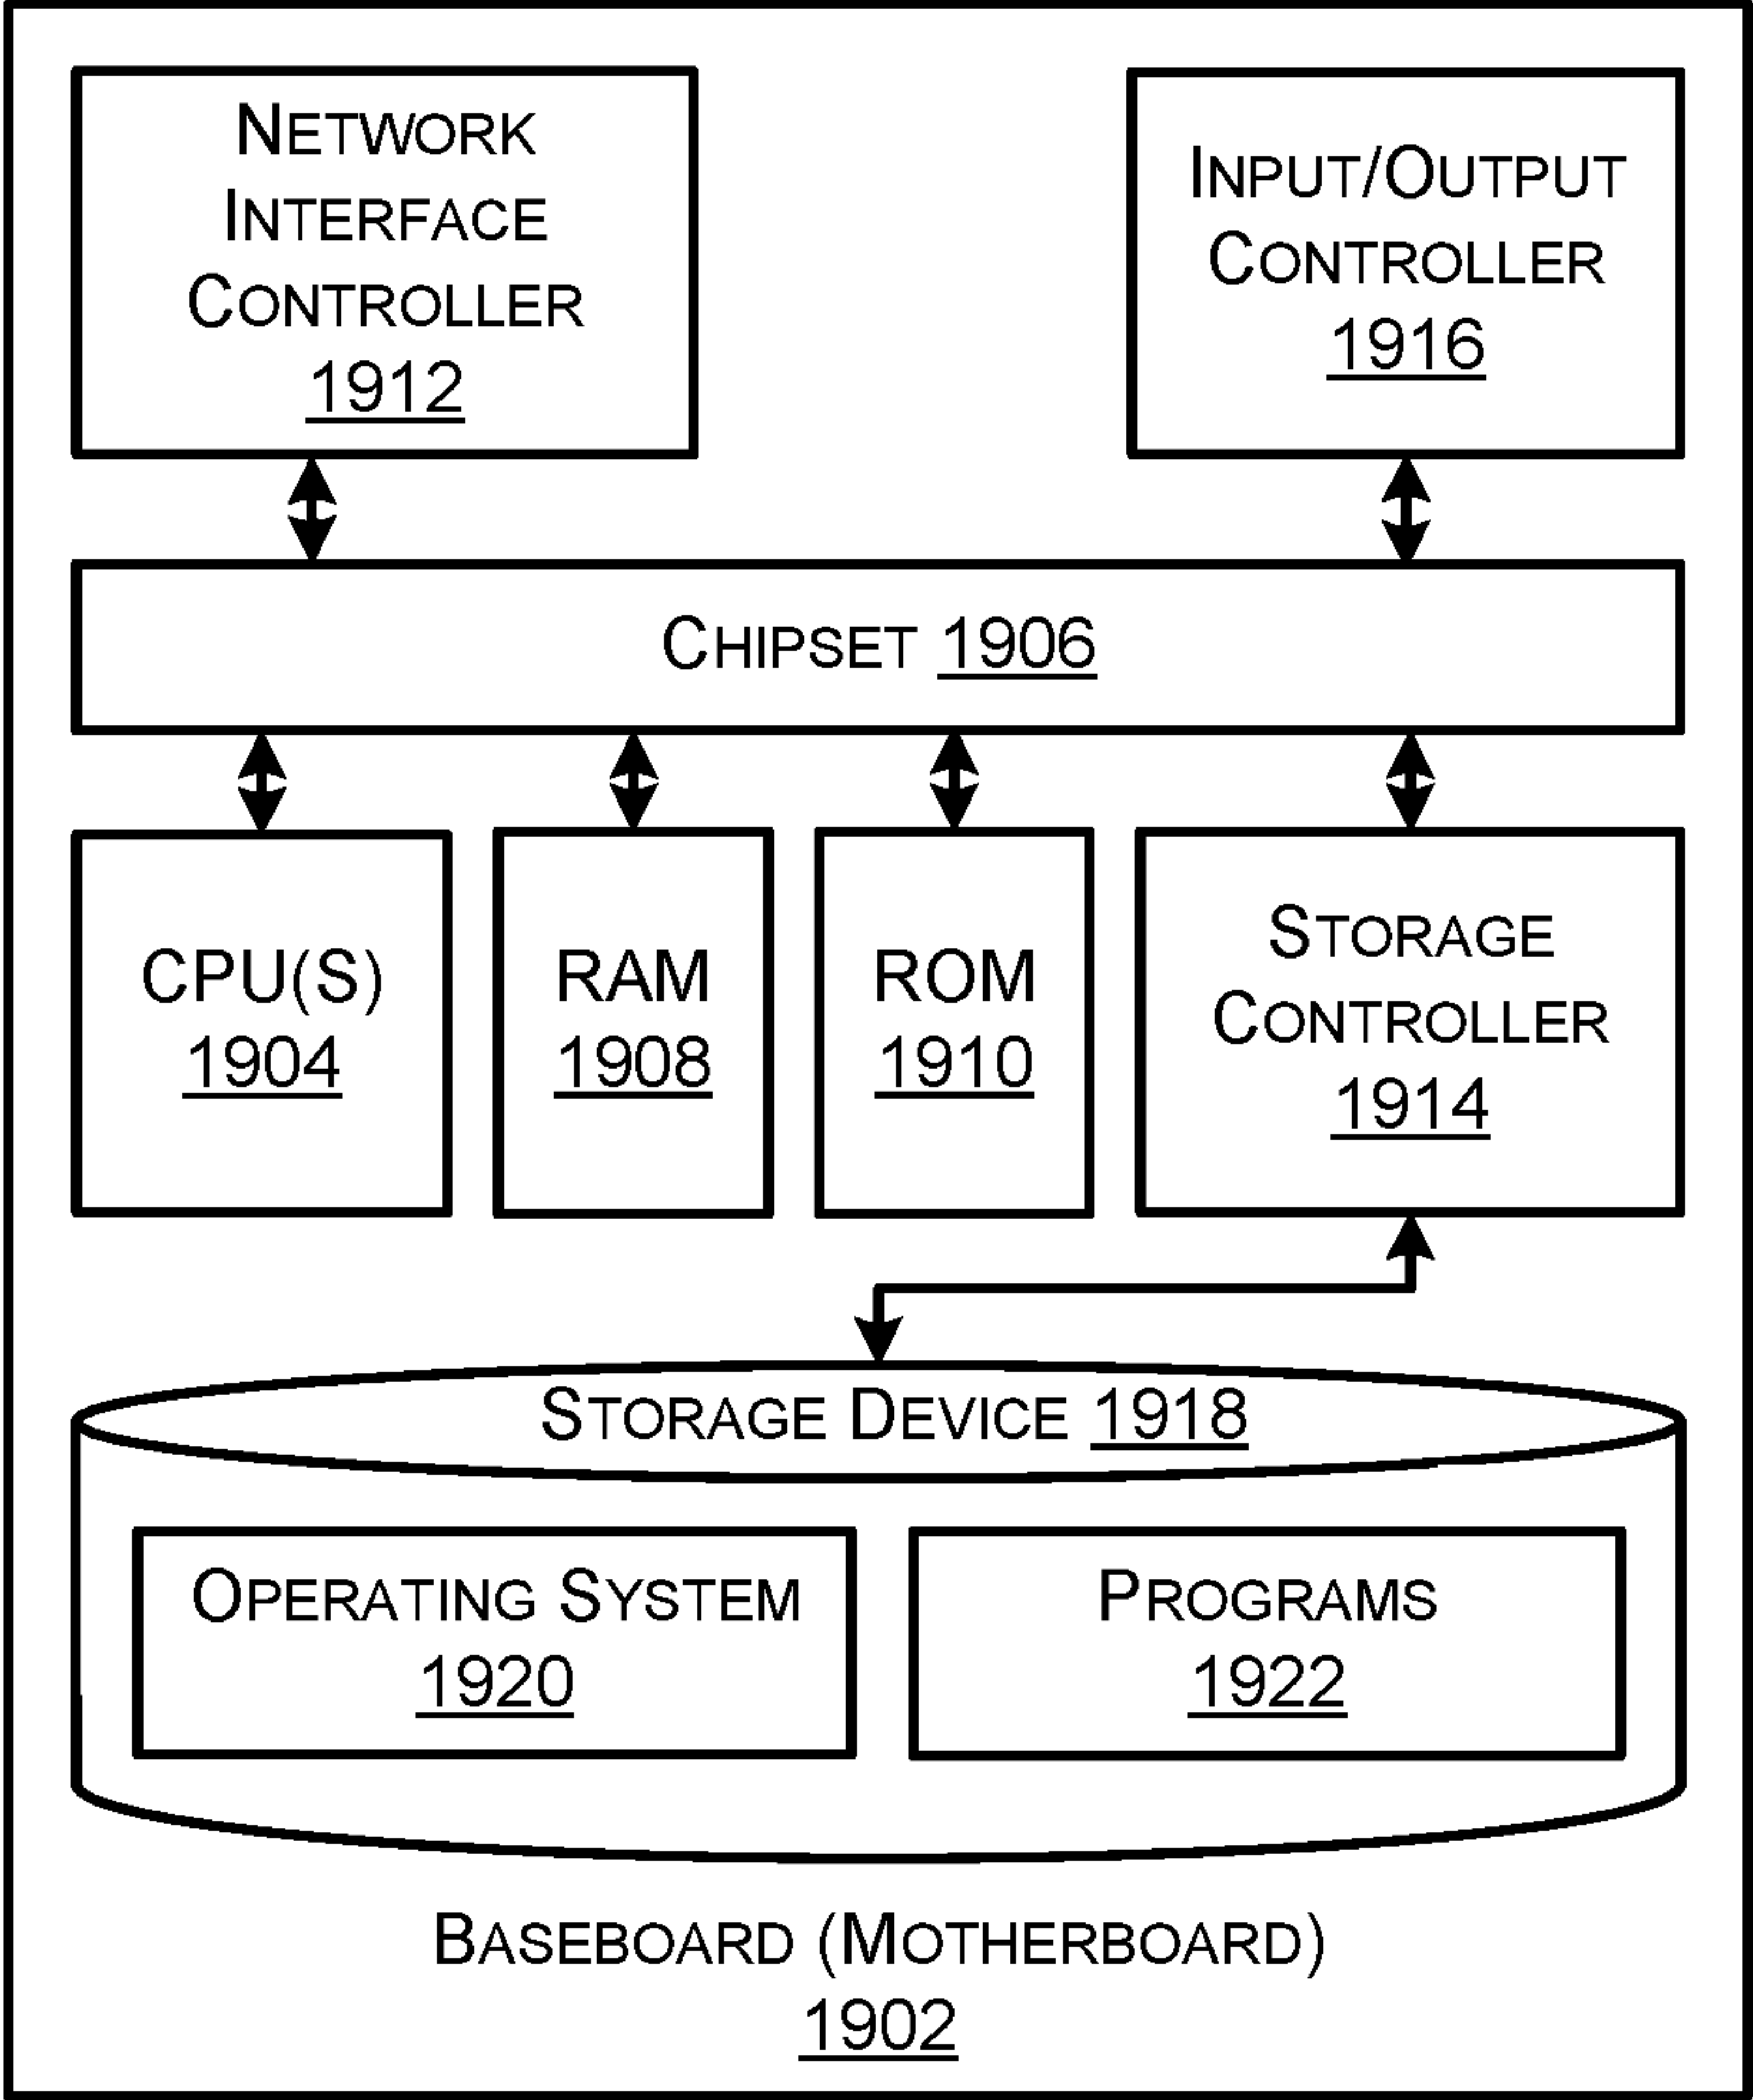 NETWORK
INTERFACE
CONTROLLER
1912
INPUT/OUTPUT
CONTROLLER
1916
CHIPSET 1906
CPU(S)
1904
RAM
1908
ROM
1910
STORAGE
CONTROLLER
1914
STORAGE DEVICE 1918
OPERATING SYSTEM
1920
PROGRAMS
1922
BASEBOARD (MOTHERBOARD)
1902